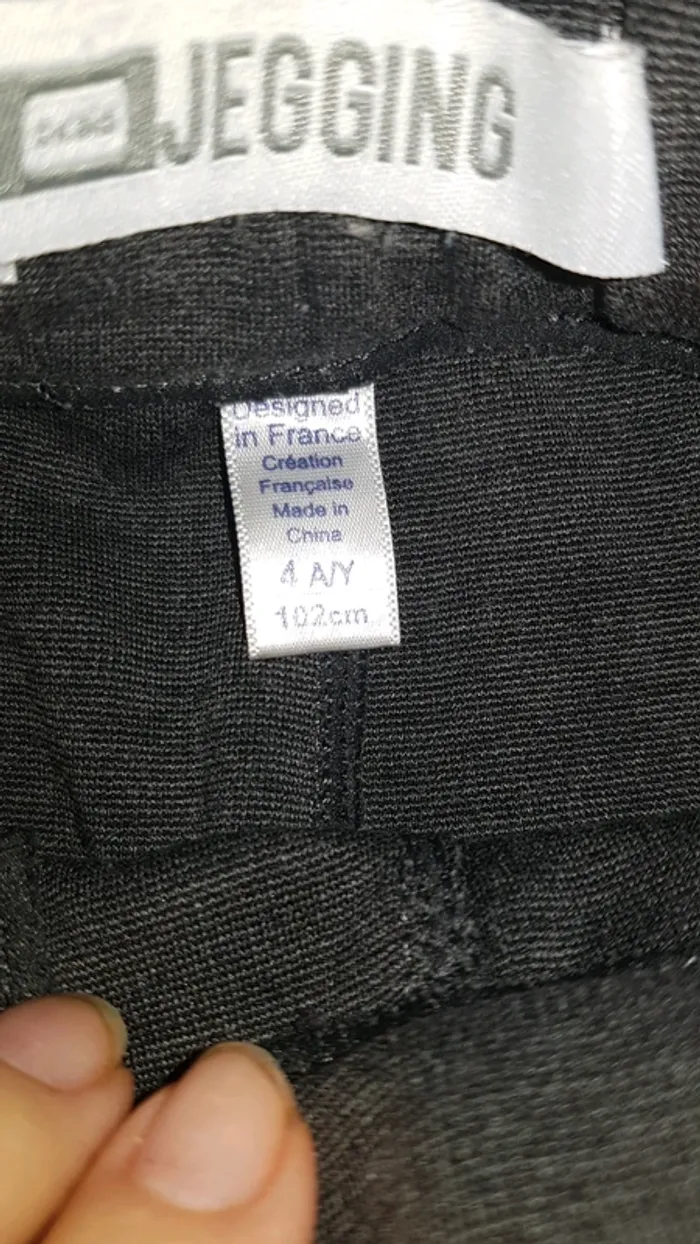 JEGGING
Designed
in France
Création
Française
Made in
China
4 A/Y
102cm